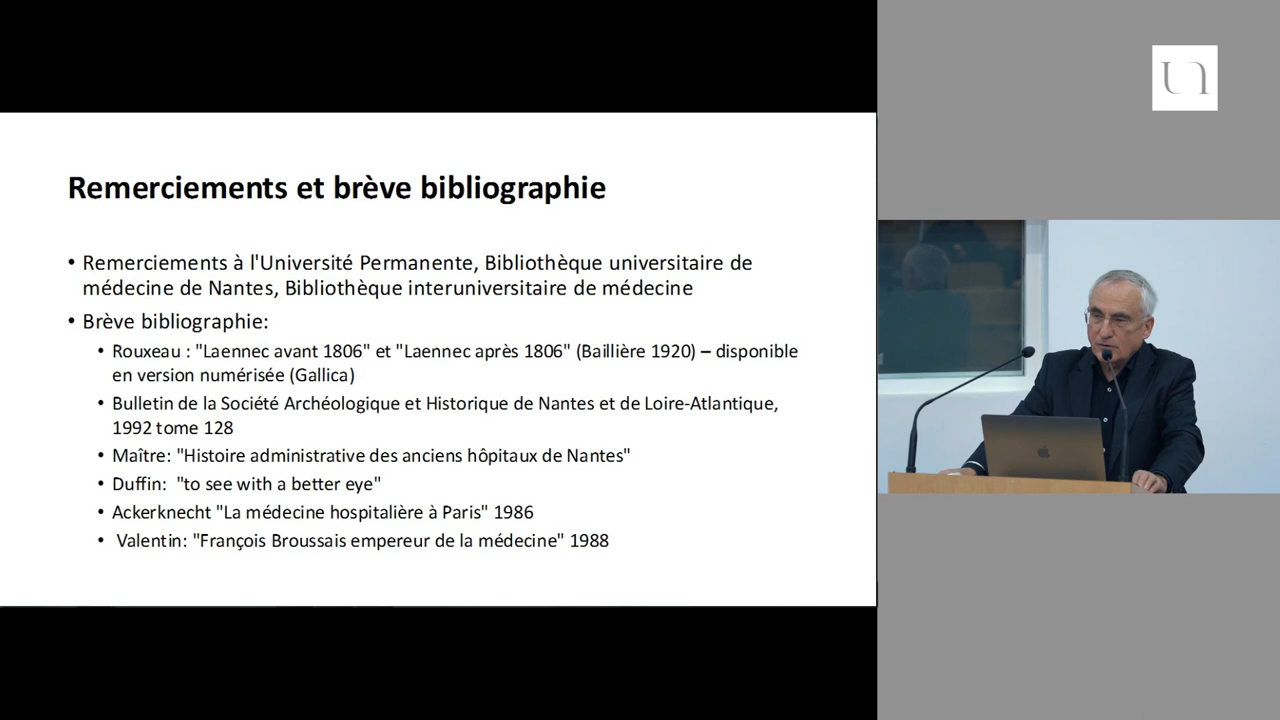 Remerciements et brève bibliographie
• Remerciements à l'Université Permanente, Bibliothèque universitaire de
médecine de Nantes, Bibliothèque interuniversitaire de médecine
• Brève bibliographie:
• Rouxeau : "Laennec avant 1806" et "Laennec après 1806" (Baillière 1920) – disponible
en version numérisée (Gallica)
• Bulletin de la Société Archéologique et Historique de Nantes et de Loire-Atlantique,
1992 tome 128
• Maître: "Histoire administrative des anciens hôpitaux de Nantes"
• Duffin: "to see with a better eye"
• Ackerknecht "La médecine hospitalière à Paris" 1986
• Valentin: "François Broussais empereur de la médecine" 1988